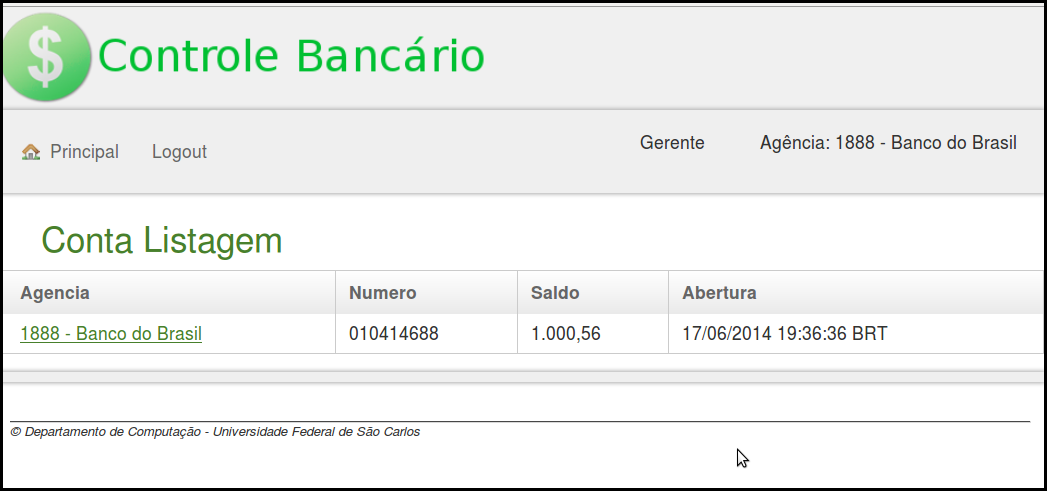 $ Controle Bancário
Principal Logout Gerente Agência: 1888 - Banco do Brasil
Conta Listagem
Agencia Numero Saldo Abertura
1888 - Banco do Brasil 010414688 1.000,56 17/06/2014 19:36:36 BRT
© Departamento de Computação - Universidade Federal de São Carlos